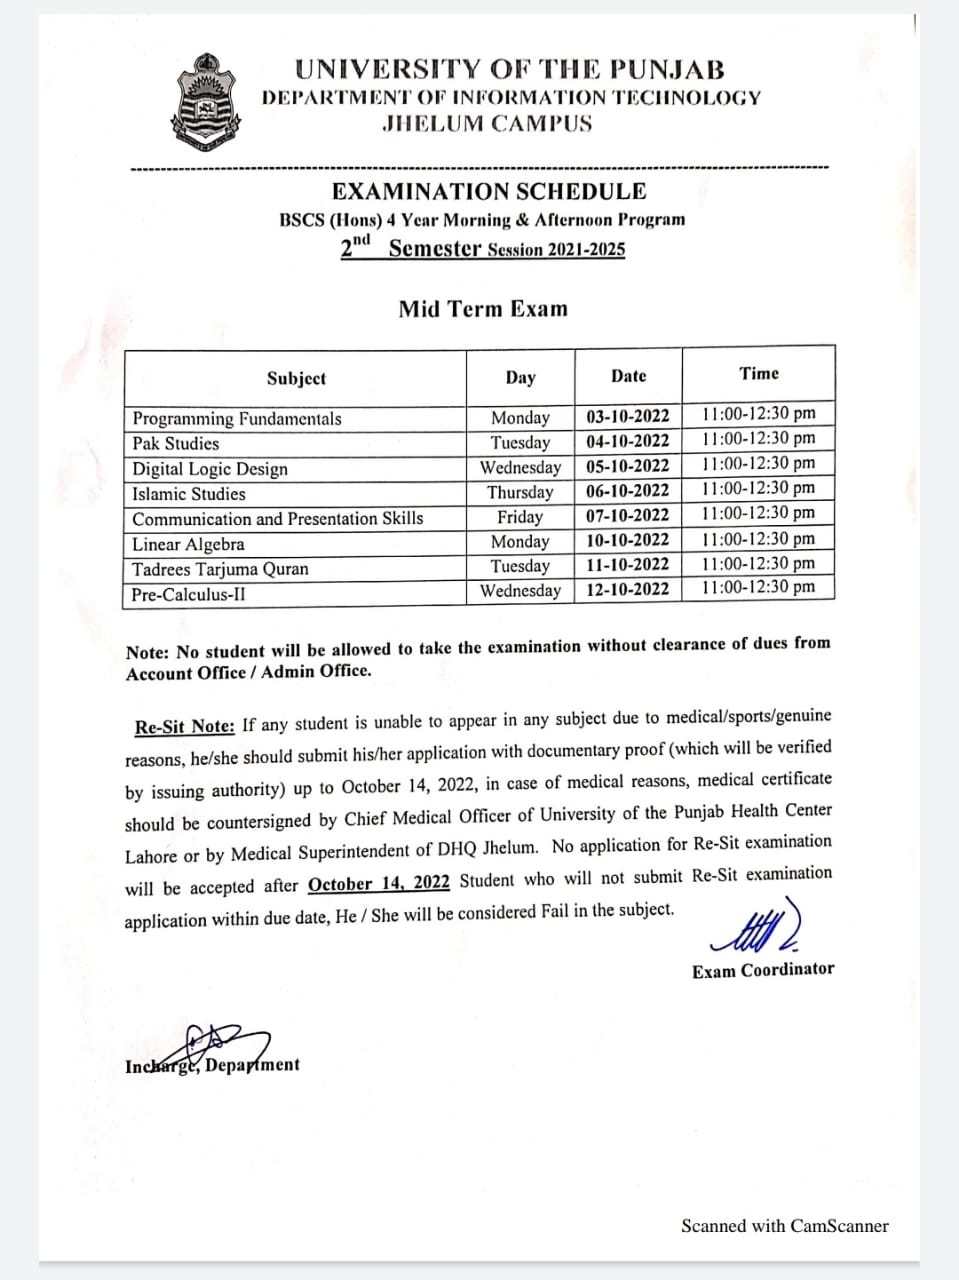 UNIVERSITY OF THE PUNJAB
DEPARTMENT OF INFORMATION TECHNOLOGY
JHELUM CAMPUS
EXAMINATION SCHEDULE
BSCS (Hons) 4 Year Morning & Afternoon Program
2nd Semester Session 2021-2025
Mid Term Exam
Subject Day Date Time
Programming Fundamentals Monday 03-10-2022 11:00-12:30 pm
Pak Studies Tuesday 04-10-2022 11:00-12:30 pm
Digital Logic Design Wednesday 05-10-2022 11:00-12:30 pm
Islamic Studies Thursday 06-10-2022 11:00-12:30 pm
Communication and Presentation Skills Friday 07-10-2022 11:00-12:30 pm
Linear Algebra Monday 10-10-2022 11:00-12:30 pm
Tadrees Tarjuma Quran Tuesday 11-10-2022 11:00-12:30 pm
Pre-Calculus-II Wednesday 12-10-2022 11:00-12:30 pm
Note: No student will be allowed to take the examination without clearance of dues from
Account Office / Admin Office.
Re-Sit Note: If any student is unable to appear in any subject due to medical/sports/genuine
reasons, he/she should submit his/her application with documentary proof (which will be verified
by issuing authority) up to October 14, 2022, in case of medical reasons, medical certificate
should be countersigned by Chief Medical Officer of University of the Punjab Health Center
Lahore or by Medical Superintendent of DHQ Jhelum. No application for Re-Sit examination
will be accepted after October 14, 2022 Student who will not submit Re-Sit examination
application within due date, He / She will be considered Fail in the subject.
Exam Coordinator
Incharge, Department
Scanned with CamScanner